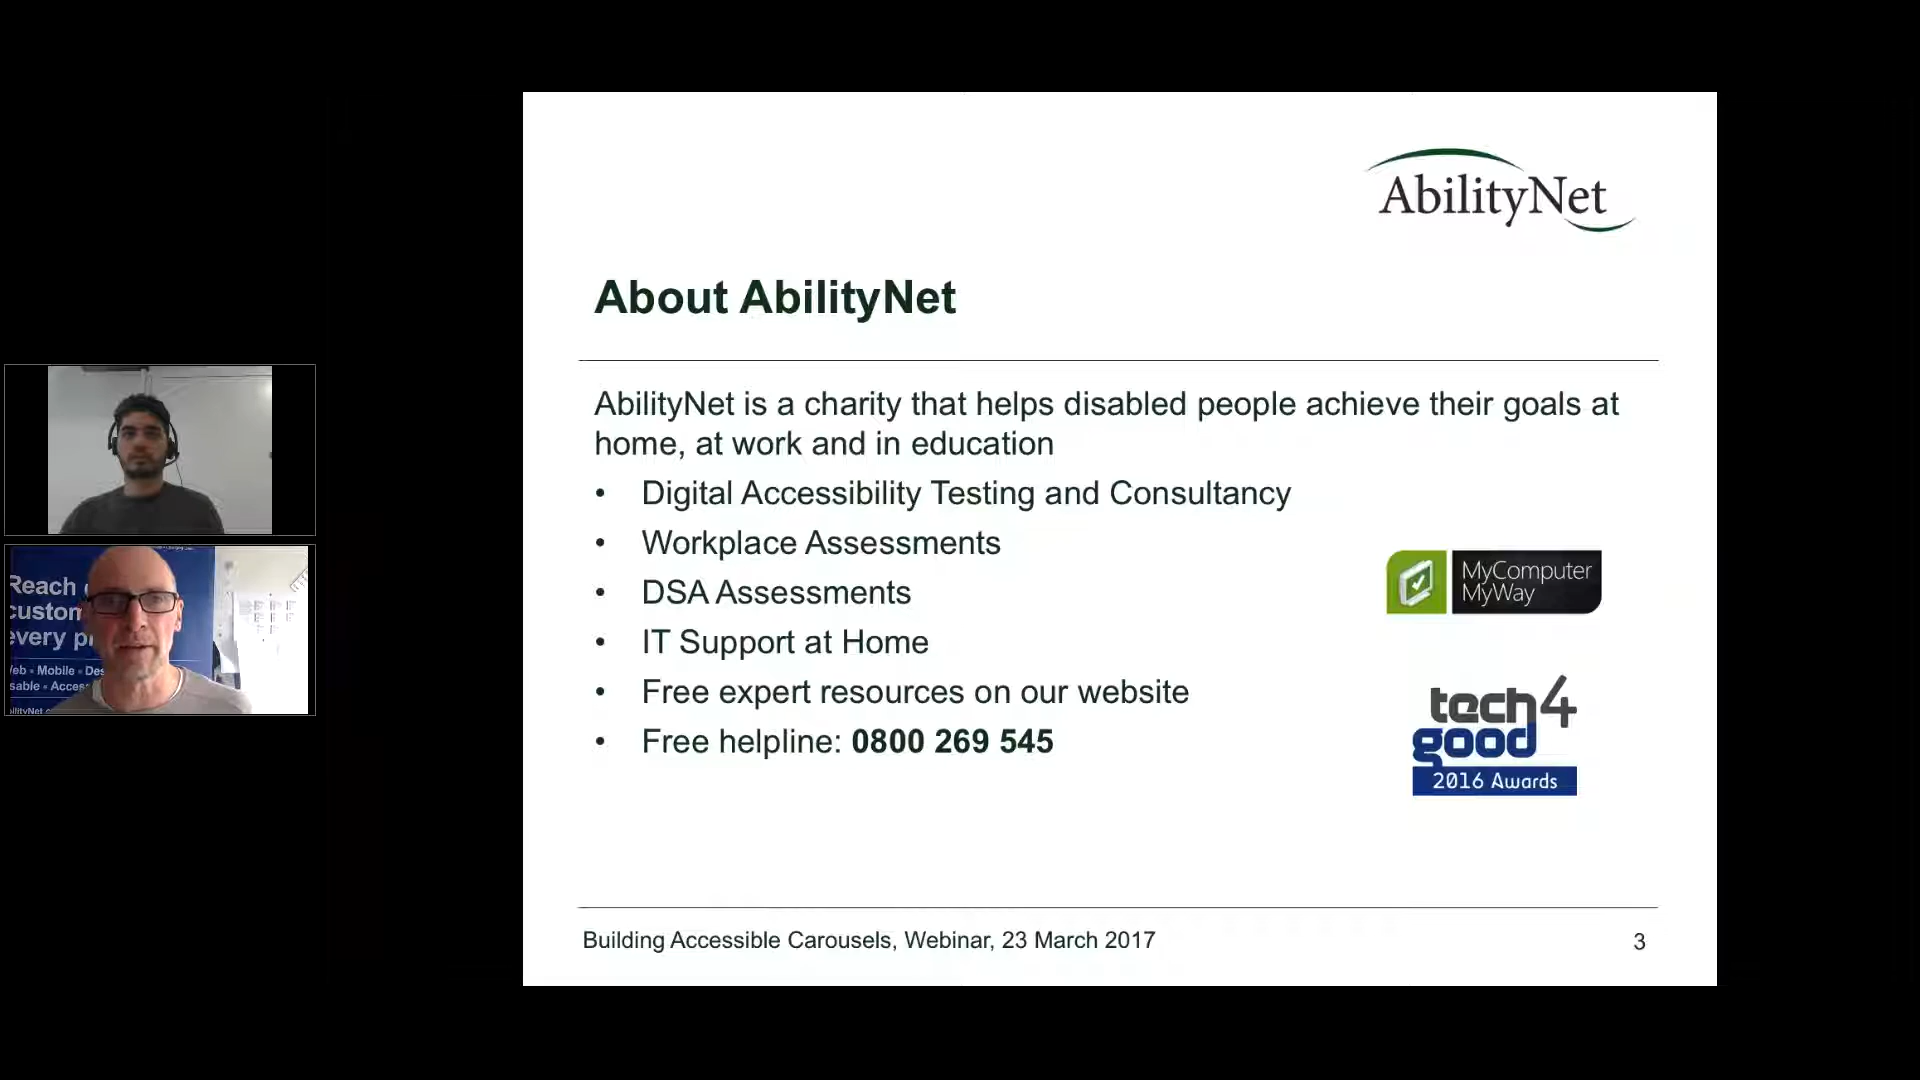 AbilityNet
About AbilityNet
AbilityNet is a charity that helps disabled people achieve their goals at
home, at work and in education
• Digital Accessibility Testing and Consultancy
• Workplace Assessments
• DSA Assessments
• IT Support at Home
• Free expert resources on our website
• Free helpline: 0800 269 545
MyComputer
MyWay
tech4
good
2016 Awards
Building Accessible Carousels, Webinar, 23 March 2017
3
Reach
custom
every p
eb • Mobile • Des
sable • Acces